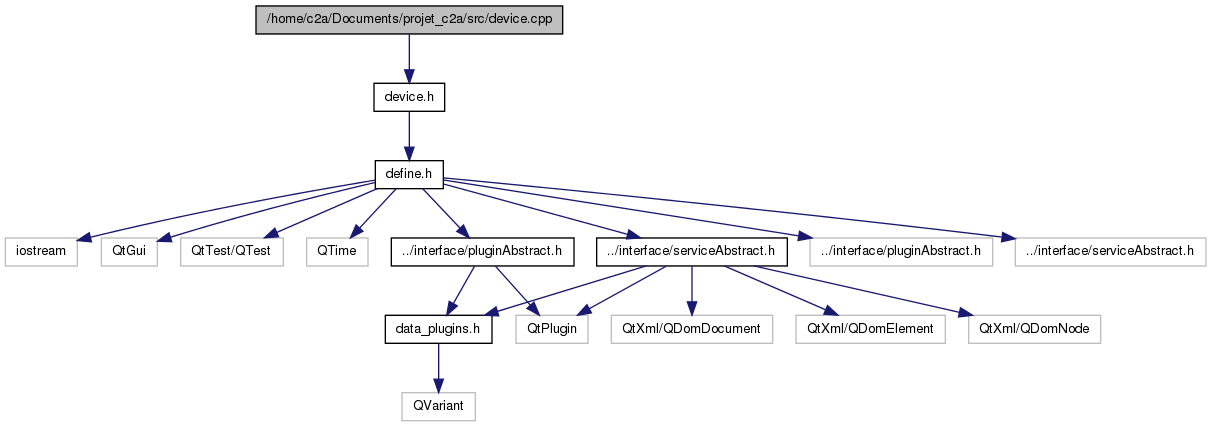 /home/c2a/Documents/projet_c2a/src/device.cpp
device.h
define.h
iostream
QtGui
QtTest/QTest
QTime
../interface/pluginAbstract.h
../interface/serviceAbstract.h
../interface/pluginAbstract.h
../interface/serviceAbstract.h
data_plugins.h
QtPlugin
QtXml/QDomDocument
QtXml/QDomElement
QtXml/QDomNode
QVariant